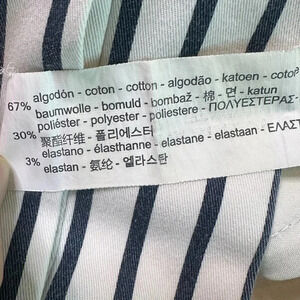 67% algodón - coton - cotton - algodão - katoen - coton
baumwolle - bomuld - bombaž - 棉 - 면 - katun
poliéster - polyester - poliestere - ΠΟΛΥΕΣΤΕΡΑΣ
30% 聚酯纤维 - 폴리에스터
elastano - élasthanne - elastane - elastaan - ΕΛΑΣΤ
3% elastan - 氨纶 - 엘라스탄